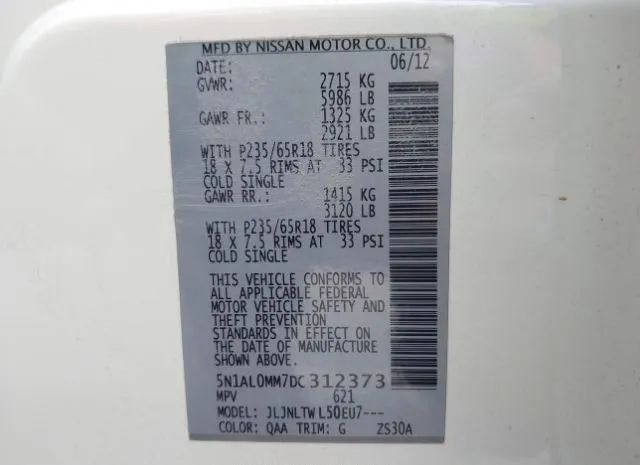 MFD BY NISSAN MOTOR CO., LTD.
DATE: 06/12
GVWR: 2715 KG
5986 LB
GAWR FR.: 1325 KG
2921 LB
WITH P235/65R18 TIRES
18 X 7.5 RIMS AT 33 PSI
COLD SINGLE
GAWR RR.: 1415 KG
3120 LB
WITH P235/65R18 TIRES
18 X 7.5 RIMS AT 33 PSI
COLD SINGLE
THIS VEHICLE CONFORMS TO
ALL APPLICABLE FEDERAL
MOTOR VEHICLE SAFETY AND
THEFT PREVENTION
STANDARDS IN EFFECT ON
THE DATE OF MANUFACTURE
SHOWN ABOVE.
5N1AL0MM7DC312373
MPV 621
MODEL: JLJNLTWL50EU7---
COLOR: QAA TRIM: G ZS30A